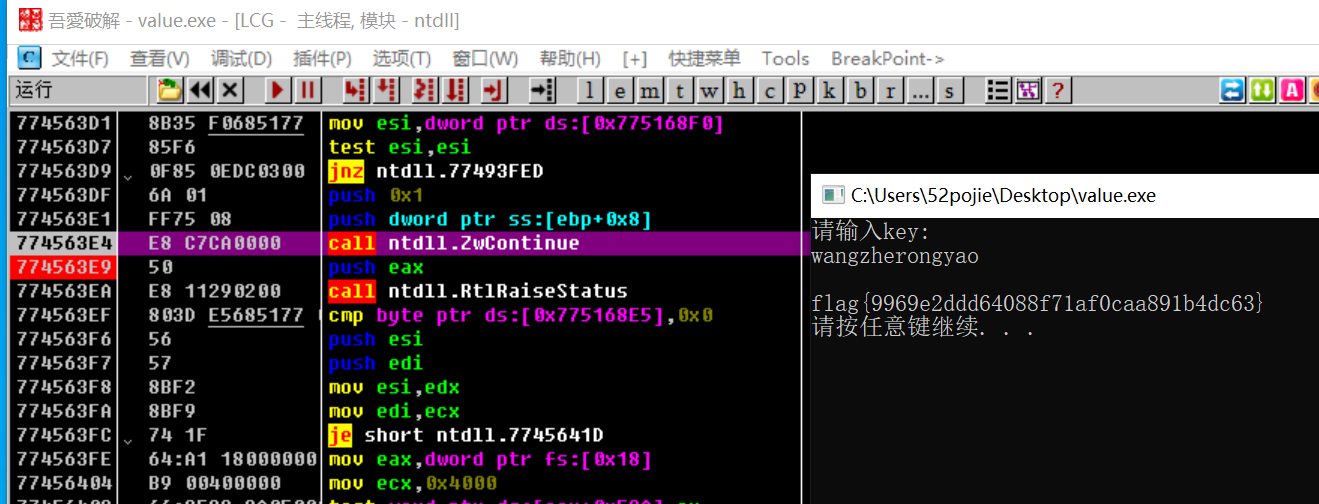 吾愛破解 - value.exe - [LCG - 主线程, 模块 - ntdll]
C 文件(F) 查看(V) 调试(D) 插件(P) 选项(T) 窗口(W) 帮助(H) [+] 快捷菜单 Tools BreakPoint->
运行 l e m t w h c P k b r ... s ? A
774563D1 8B35 F0685177 mov esi,dword ptr ds:[0x775168F0]
774563D7 85F6 test esi,esi
774563D9 0F85 0EDC0300 jnz ntdll.77493FED
774563DF 6A 01 push 0x1
774563E1 FF75 08 push dword ptr ss:[ebp+0x8]
774563E4 E8 C7CA0000 call ntdll.ZwContinue
774563E9 50 push eax
774563EA E8 11290200 call ntdll.RtlRaiseStatus
774563EF 803D E5685177 cmp byte ptr ds:[0x775168E5],0x0
774563F6 56 push esi
774563F7 57 push edi
774563F8 8BF2 mov esi,edx
774563FA 8BF9 mov edi,ecx
774563FC 74 1F je short ntdll.7745641D
774563FE 64:A1 18000000 mov eax,dword ptr fs:[0x18]
77456404 B9 00400000 mov ecx,0x4000
C:\Users\52pojie\Desktop\value.exe
请输入key:
wangzherongyao
flag{9969e2ddd64088f71af0caa891b4dc63}
请按任意键继续. . .